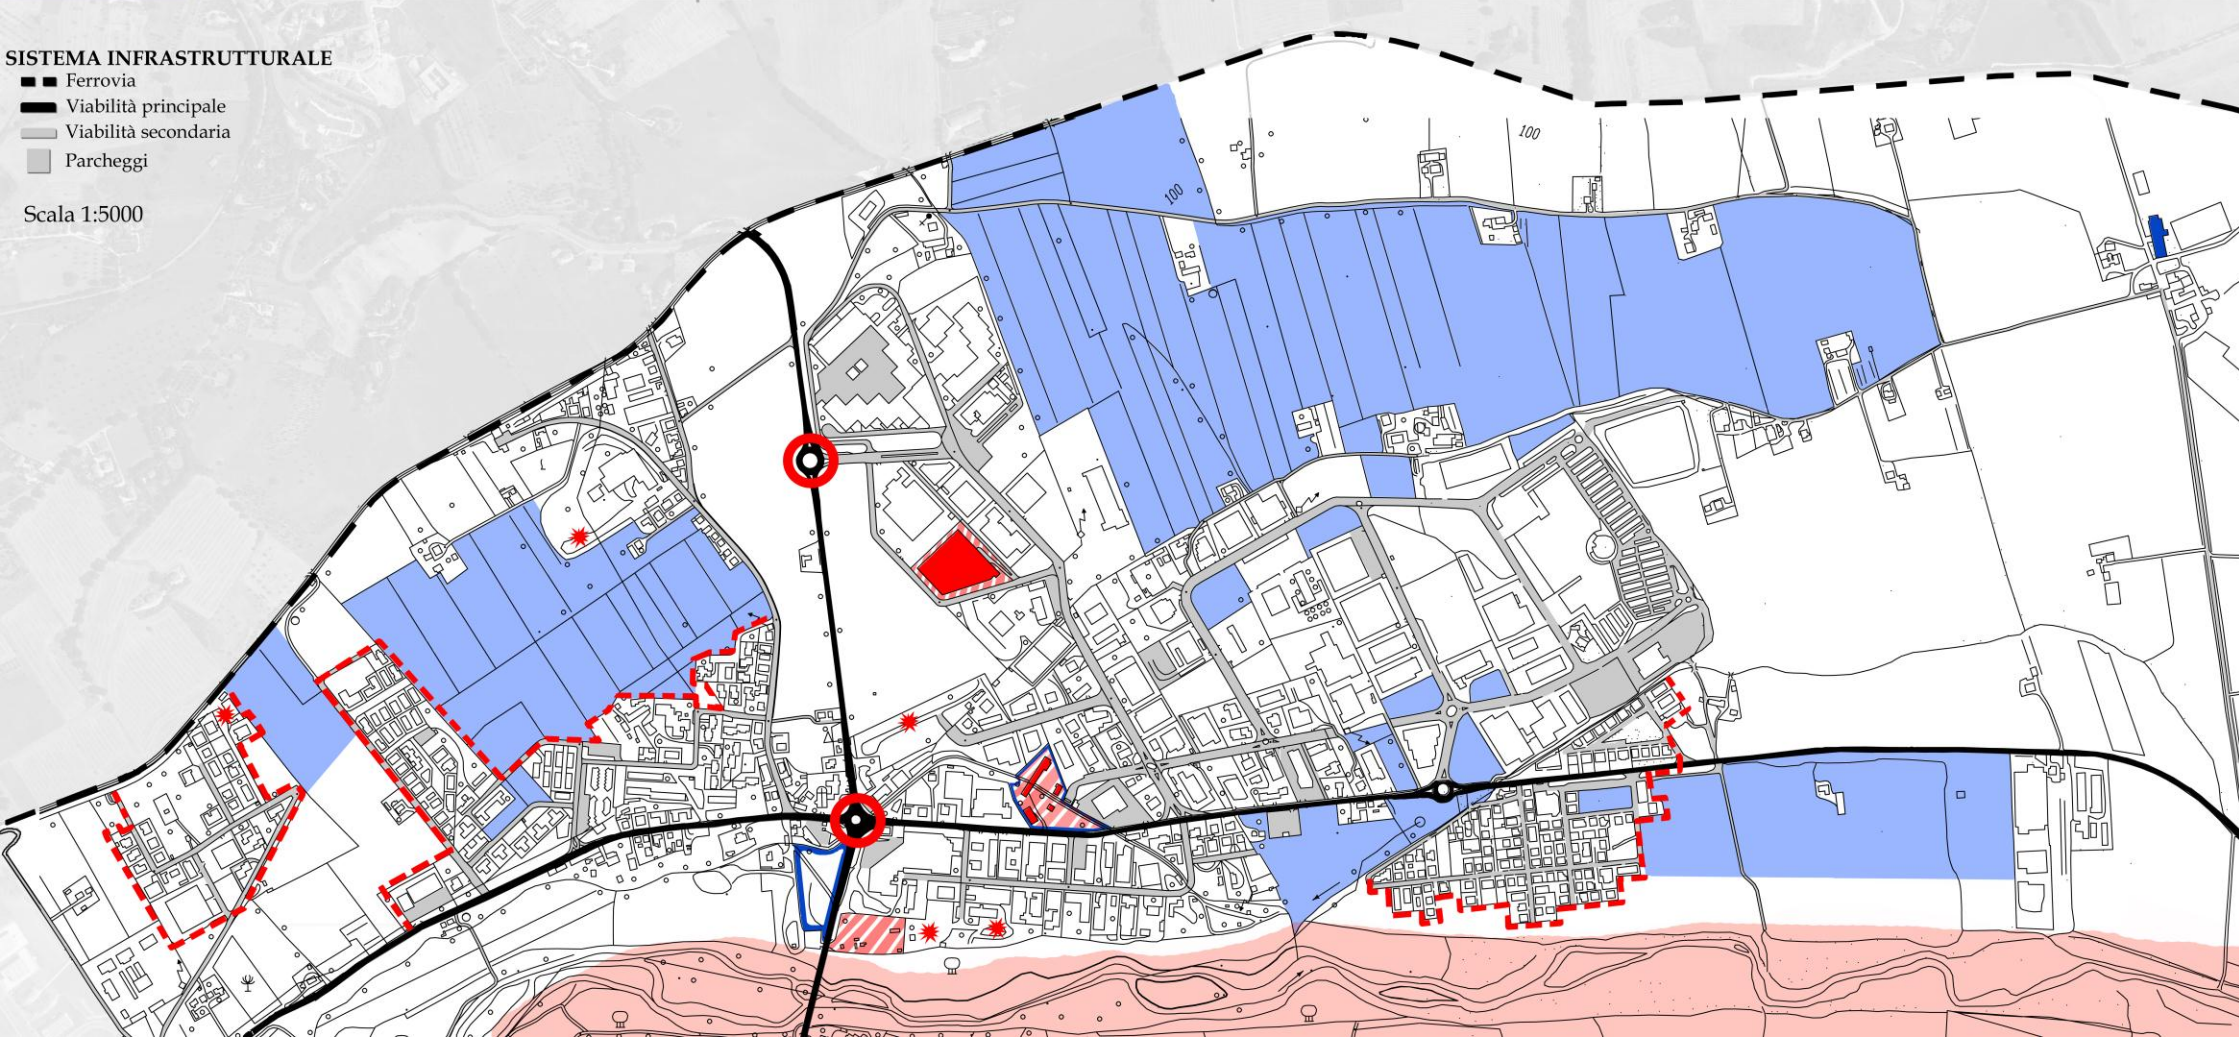 SISTEMA INFRASTRUTTURALE
Ferrovia
Viabilità principale
Viabilità secondaria
Parcheggi
Scala 1:5000
100
100